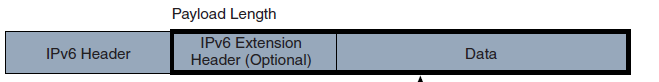 Payload Length
IPv6 Header
IPv6 Extension
Header (Optional)
Data